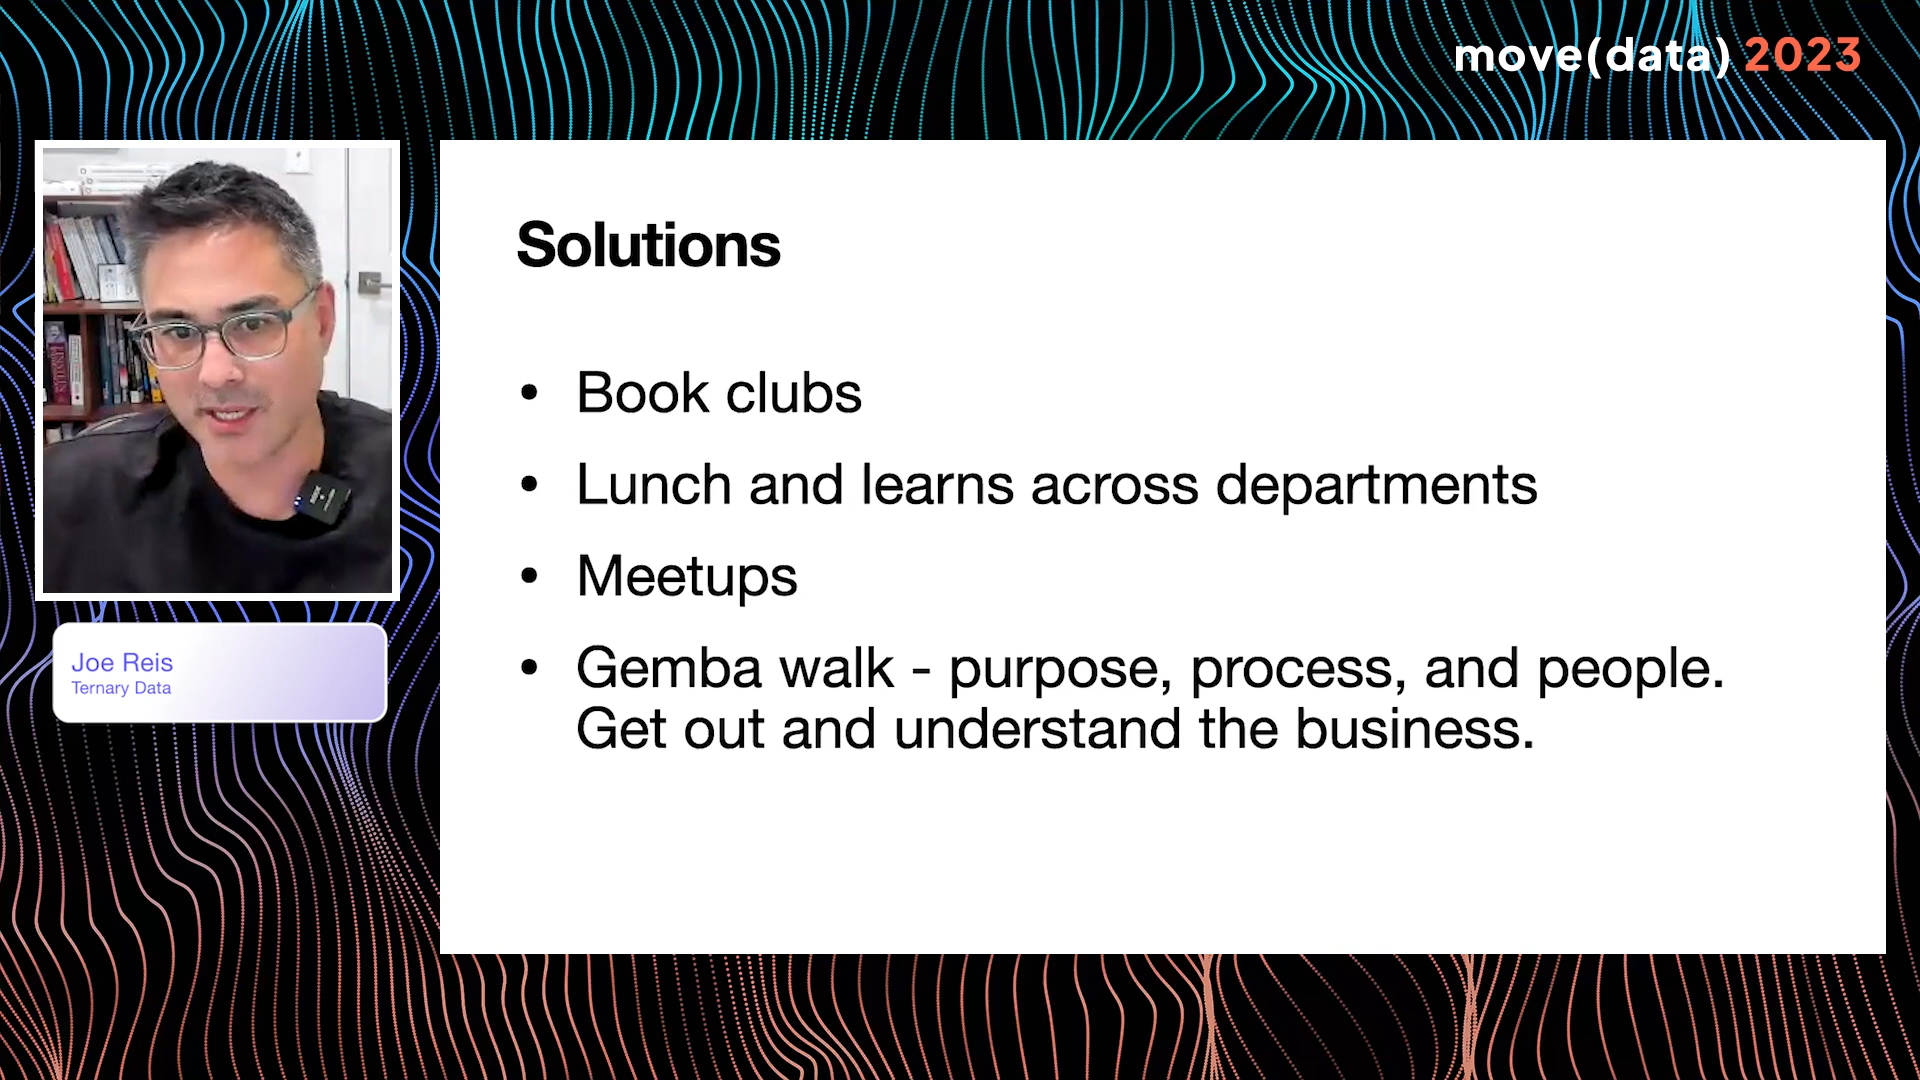 move(data) 2023
Solutions
• Book clubs
• Lunch and learns across departments
• Meetups
• Gemba walk - purpose, process, and people.
Get out and understand the business.
Joe Reis
Ternary Data